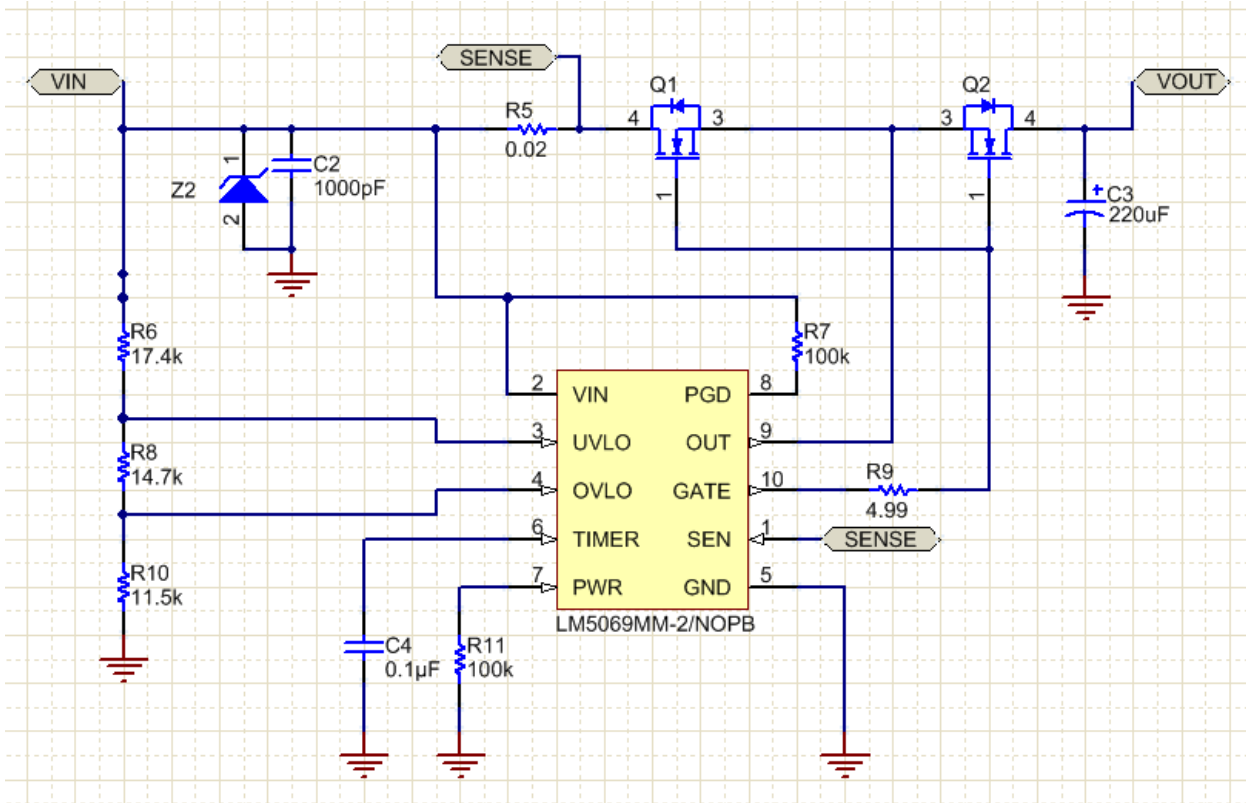 SENSE
VIN
Q1
Q2
VOUT
R5
4
3
3
4
0.02
1
C2
1000pF
Z2
2
1
1
C3
220uF
R6
17.4k
R7
100k
2
VIN
PGD
8
3
UVLO
OUT
9
R8
14.7k
4
OVLO
GATE
10
R9
4.99
6
TIMER
SEN
1
SENSE
7
PWR
GND
5
R10
11.5k
LM5069MM-2/NOPB
C4
0.1µF
R11
100k